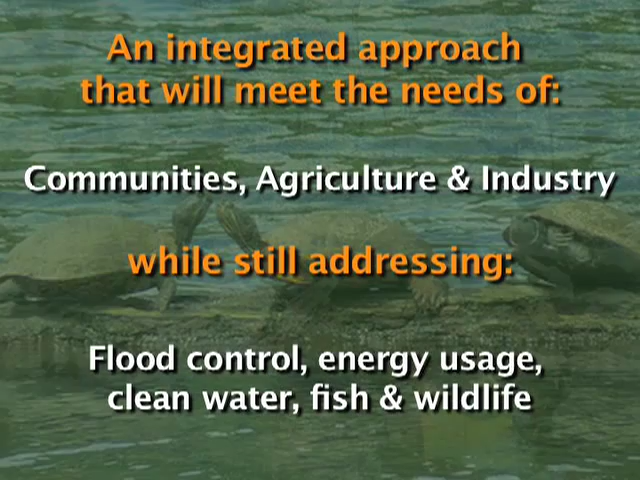 An integrated approach
that will meet the needs of:
Communities, Agriculture & Industry
while still addressing:
Flood control, energy usage,
clean water, fish & wildlife